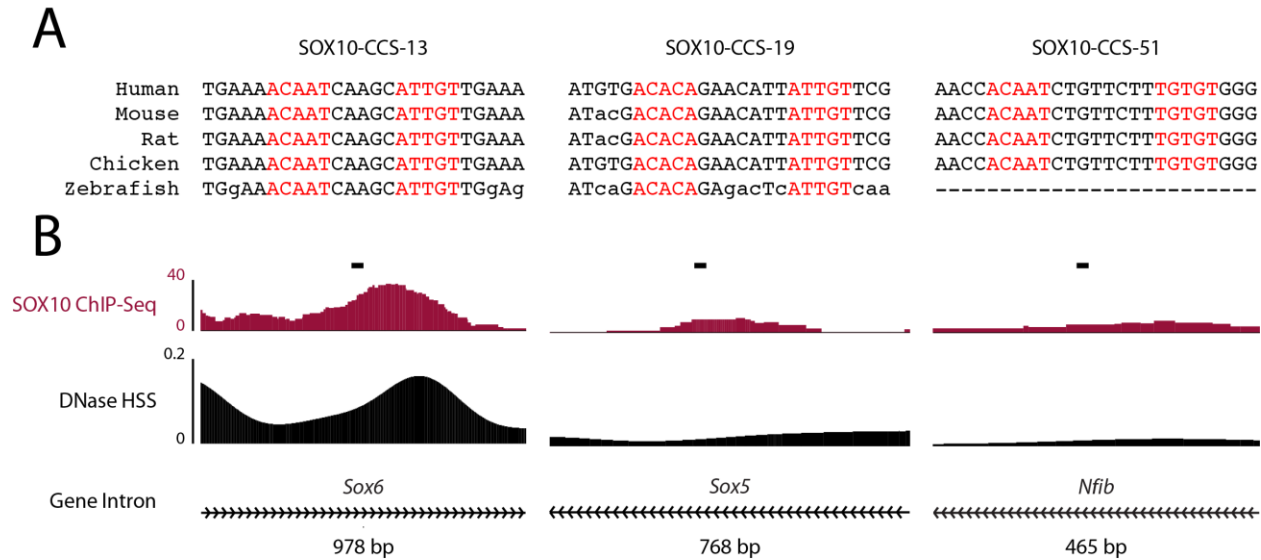 A
SOX10-CCS-13 SOX10-CCS-19 SOX10-CCS-51
Human TGAAAACAATCAAGCATTGTTGAAA ATGTGACACAGAACATTATTGTTCG AACCACAATCTGTTCTTTGTGTGGG
Mouse TGAAAACAATCAAGCATTGTTGAAA ATacGACACAGAACATTATTGTTCG AACCACAATCTGTTCTTTGTGTGGG
Rat TGAAAACAATCAAGCATTGTTGAAA ATacGACACAGAACATTATTGTTCG AACCACAATCTGTTCTTTGTGTGGG
Chicken TGAAAACAATCAAGCATTGTTGAAA ATGTGACACAGAACATTATTGTTCG AACCACAATCTGTTCTTTGTGTGGG
Zebrafish TGgAAACAATCAAGCATTGTTGgAg ATcaGACACAGAgacTcATTGTcaa -------------------------
B
40
SOX10 ChIP-Seq
0
0.2
DNase HSS
0
Gene Intron
Sox6 Sox5 Nfib
978 bp 768 bp 465 bp